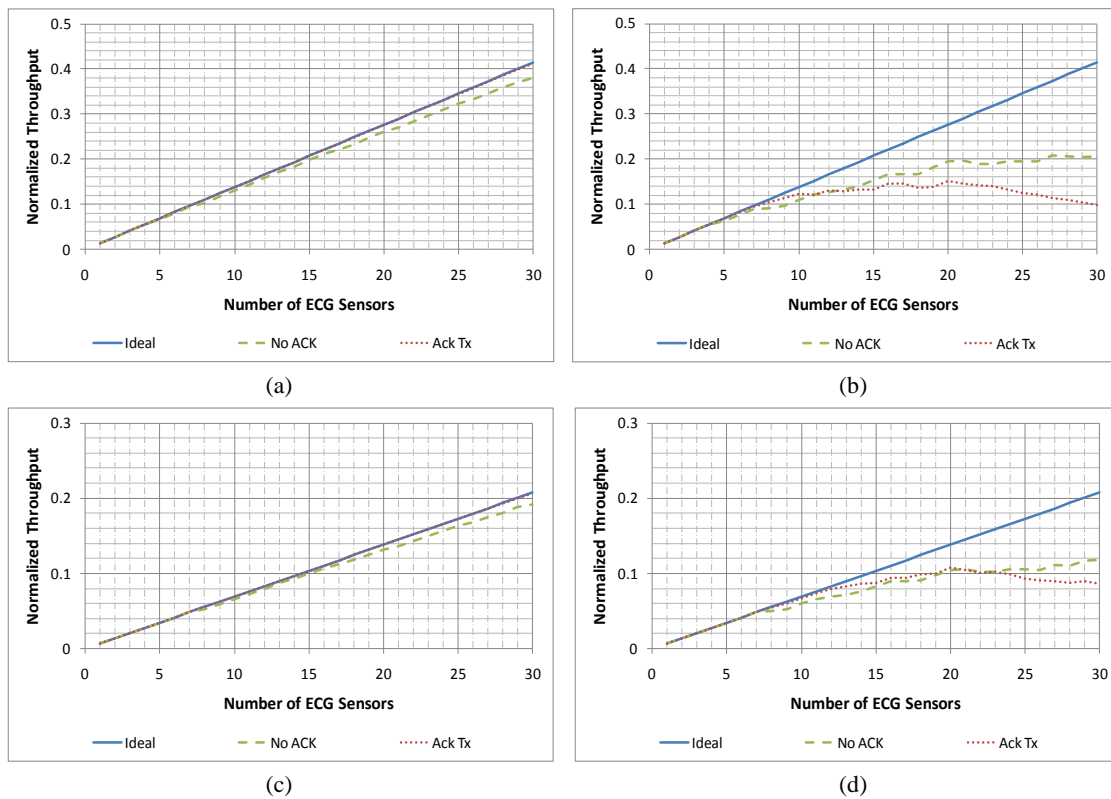 0.5
0.4
0.3
0.2
0.1
0
Normalized Throughput
0 5 10 15 20 25 30
Number of ECG Sensors
Ideal No ACK Ack Tx
(a)
0.5
0.4
0.3
0.2
0.1
0
Normalized Throughput
0 5 10 15 20 25 30
Number of ECG Sensors
Ideal No ACK Ack Tx
(b)
0.3
0.2
0.1
0
Normalized Throughput
0 5 10 15 20 25 30
Number of ECG Sensors
Ideal No ACK Ack Tx
(c)
0.3
0.2
0.1
0
Normalized Throughput
0 5 10 15 20 25 30
Number of ECG Sensors
Ideal No ACK Ack Tx
(d)